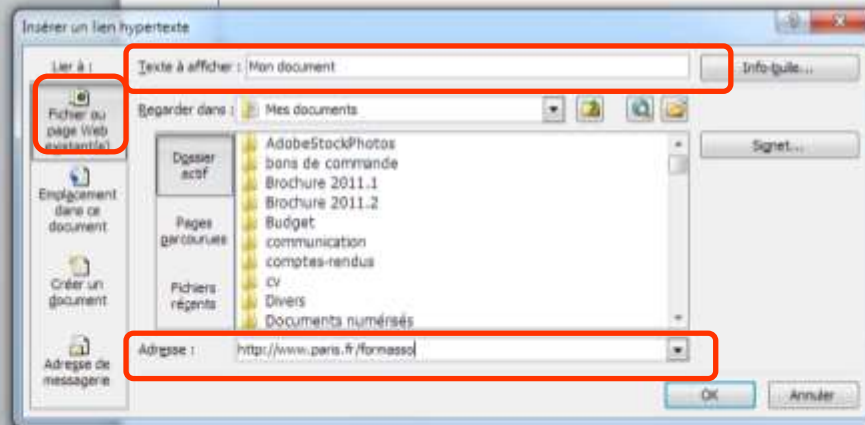 Insérer un lien hypertexte
Lier à :
Texte à afficher : Mon document
Info-bulle...
Fichier ou
page Web
existant(e)
Regarder dans : Mes documents
Signet...
Dossier
actif
Pages
parcourues
Fichiers
récents
AdobeStockPhotos
bons de commande
Brochure 2011.1
Brochure 2011.2
Budget
communication
comptes-rendus
cv
Divers
Documents numérsés
Emplacement
dans ce
document
Créer un
document
Adresse de
messagerie
Adresse : http://www.paris.fr/formasso
OK
Annuler